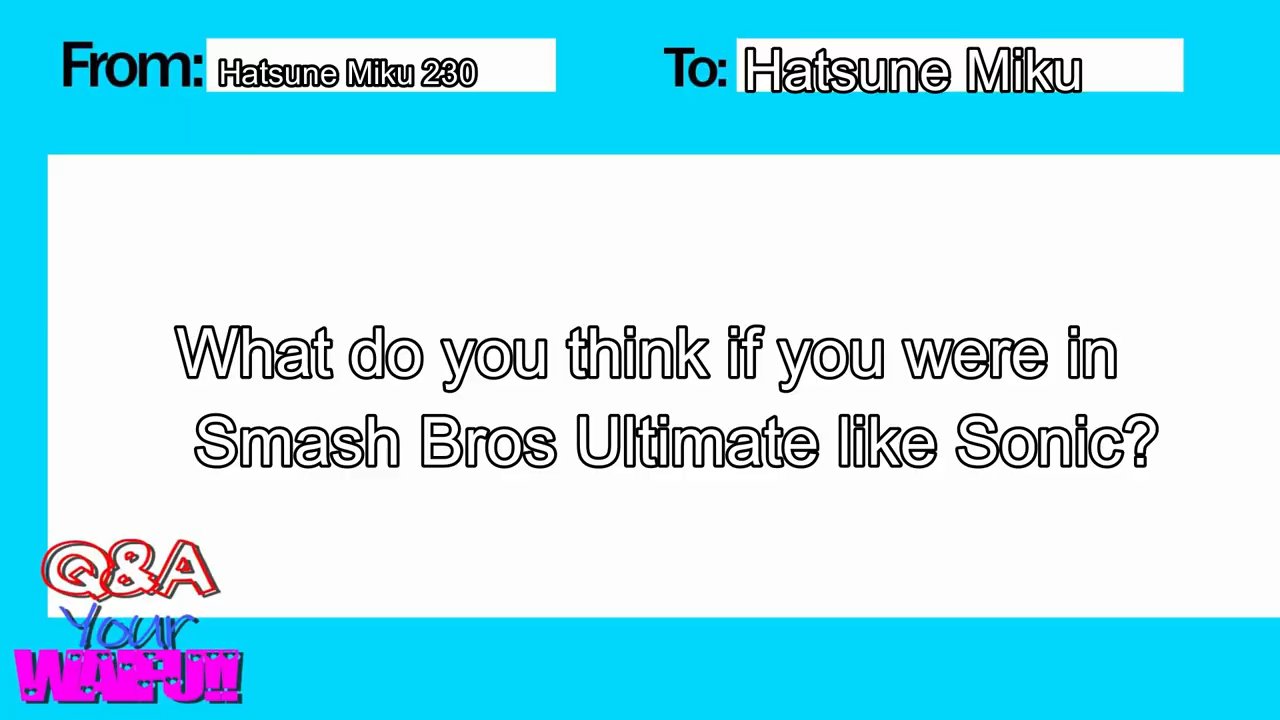 From: Hatsune Miku 230
To: Hatsune Miku
What do you think if you were in
Smash Bros Ultimate like Sonic?
Q&A
Your
WAIFU!!